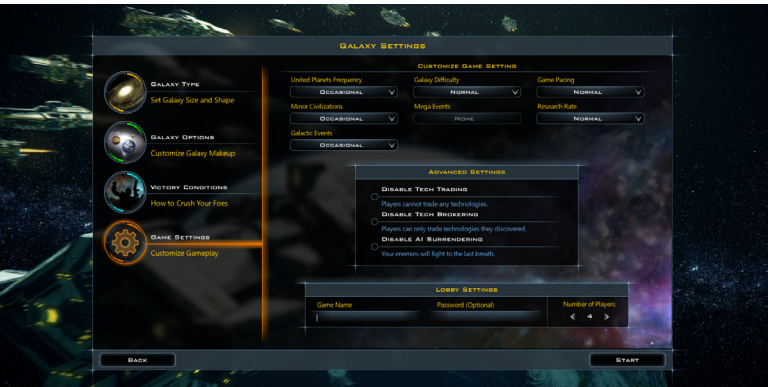 GALAXY SETTINGS
GALAXY TYPE
Set Galaxy Size and Shape
GALAXY OPTIONS
Customize Galaxy Makeup
VICTORY CONDITIONS
How to Crush Your Foes
GAME SETTINGS
Customize Gameplay
CUSTOMIZE GAME SETTING
United Planets Frequency
OCCASIONAL
Galaxy Difficulty
NORMAL
Game Pacing
NORMAL
Minor Civilizations
OCCASIONAL
Mega Events
NONE
Research Rate
NORMAL
Galactic Events
OCCASIONAL
ADVANCED SETTINGS
DISABLE TECH TRADING
Players cannot trade any technologies.
DISABLE TECH BROKERING
Players can only trade technologies they discovered.
DISABLE AI SURRENDERING
Your enemies will fight to the last breath.
LOBBY SETTINGS
Game Name
Password (Optional)
Number of Players:
4
BACK
START